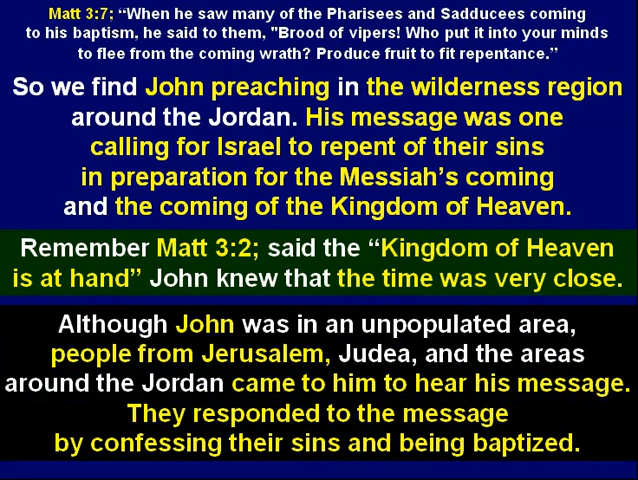 Matt 3:7; “When he saw many of the Pharisees and Sadducees coming
to his baptism, he said to them, "Brood of vipers! Who put it into your minds
to flee from the coming wrath? Produce fruit to fit repentance.”
So we find John preaching in the wilderness region
around the Jordan. His message was one
calling for Israel to repent of their sins
in preparation for the Messiah’s coming
and the coming of the Kingdom of Heaven.
Remember Matt 3:2; said the “Kingdom of Heaven
is at hand” John knew that the time was very close.
Although John was in an unpopulated area,
people from Jerusalem, Judea, and the areas
around the Jordan came to him to hear his message.
They responded to the message
by confessing their sins and being baptized.